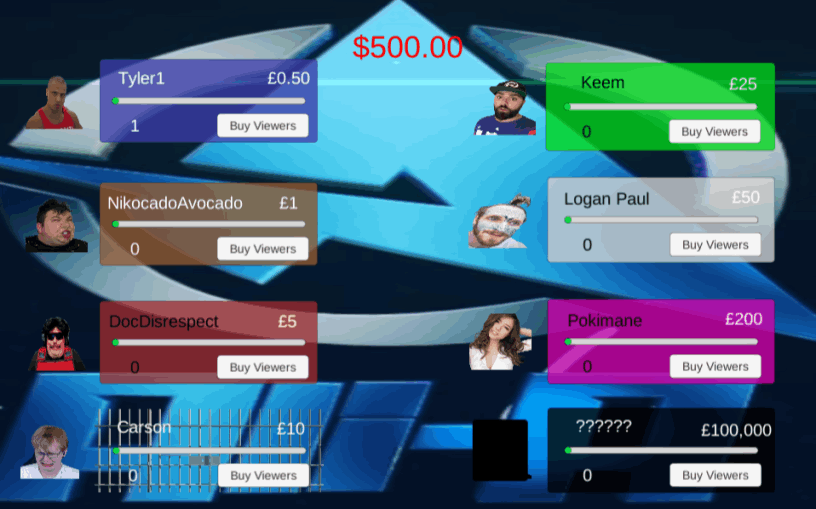 $500.00
Tyler1 £0.50
1 Buy Viewers
NikocadoAvocado £1
0 Buy Viewers
DocDisrespect £5
0 Buy Viewers
Carson £10
0 Buy Viewers
Keem £25
0 Buy Viewers
Logan Paul £50
0 Buy Viewers
Pokimane £200
0 Buy Viewers
?????? £100,000
0 Buy Viewers